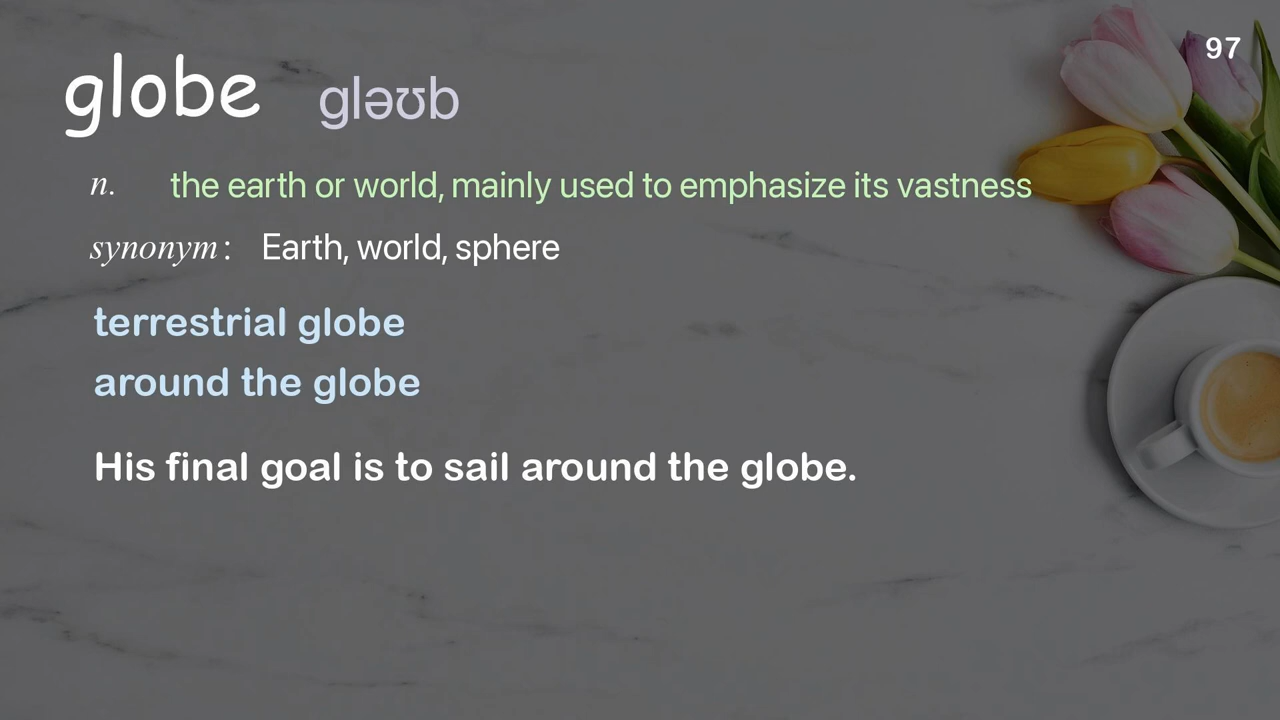 97
globe gləʊb
n. the earth or world, mainly used to emphasize its vastness
synonym: Earth, world, sphere
terrestrial globe
around the globe
His final goal is to sail around the globe.